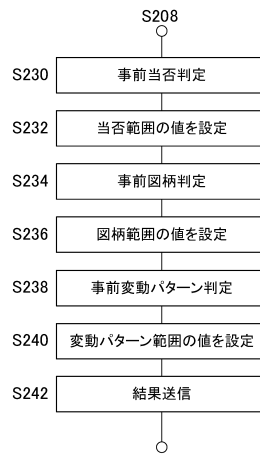 S208
S230 事前当否判定
S232 当否範囲の値を設定
S234 事前図柄判定
S236 図柄範囲の値を設定
S238 事前変動パターン判定
S240 変動パターン範囲の値を設定
S242 結果送信